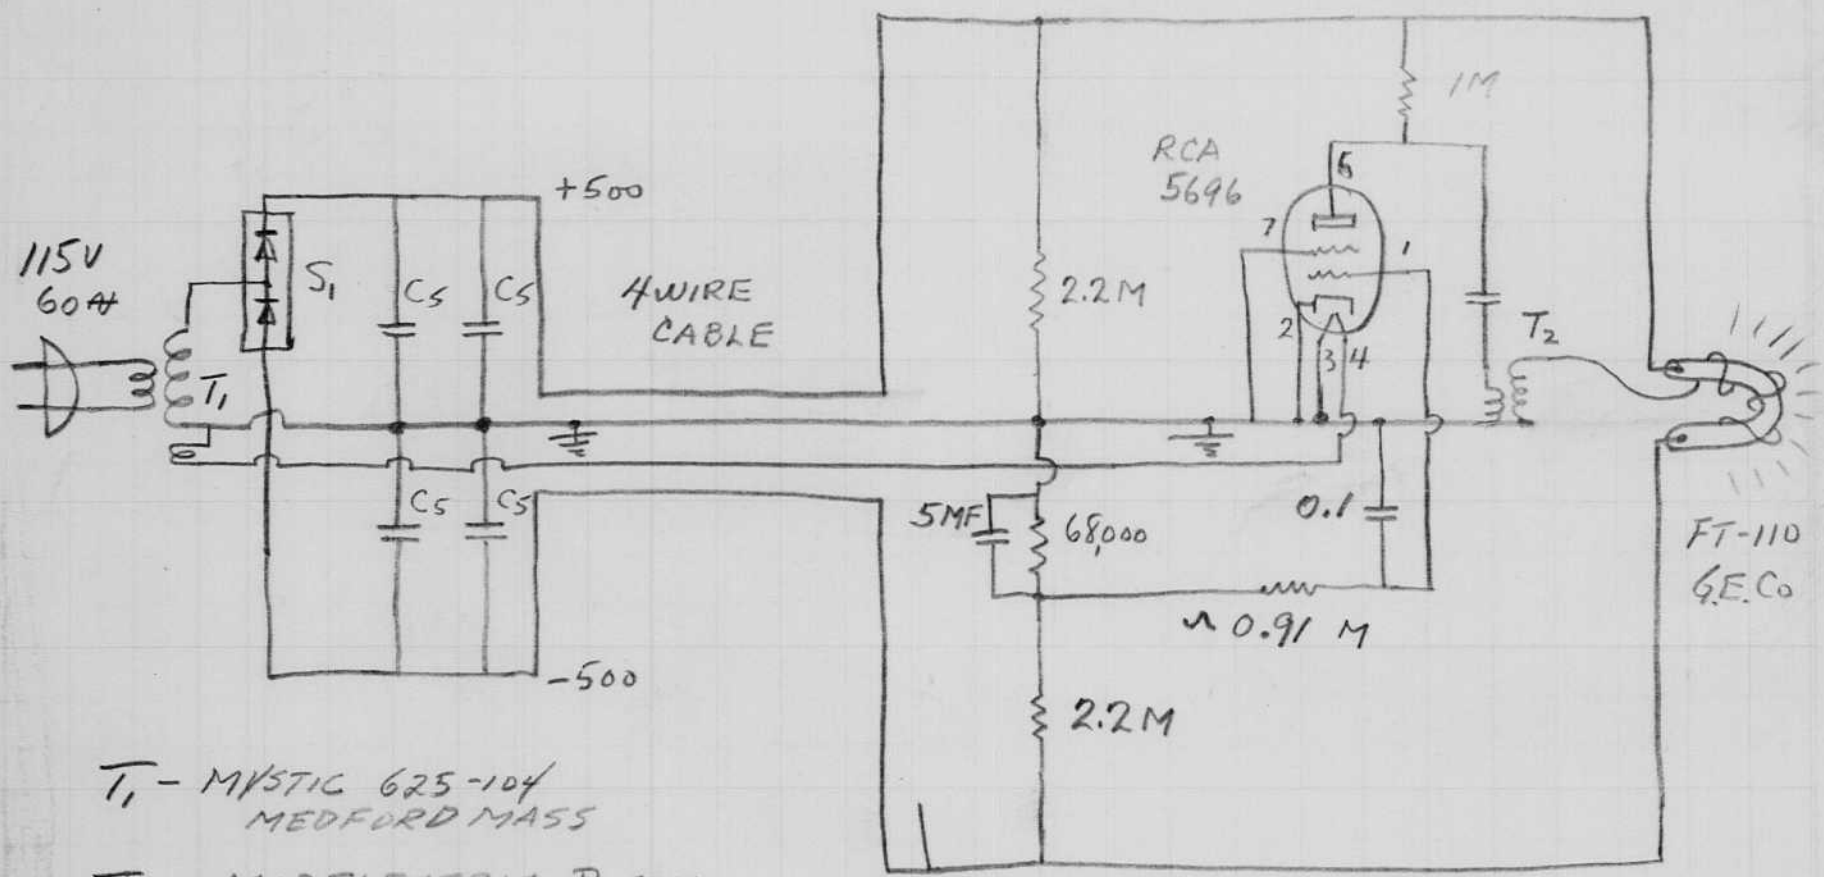 115V
60~
T1
S1
C5
C5
C5
C5
+500
-500
4 WIRE
CABLE
2.2M
5MF
68,000
2.2M
RCA
5696
6
7
1
2
3
4
1M
T2
0.1
~ 0.91 M
FT-110
G.E.Co
T1 - MYSTIC 625-104
MEDFORD MASS